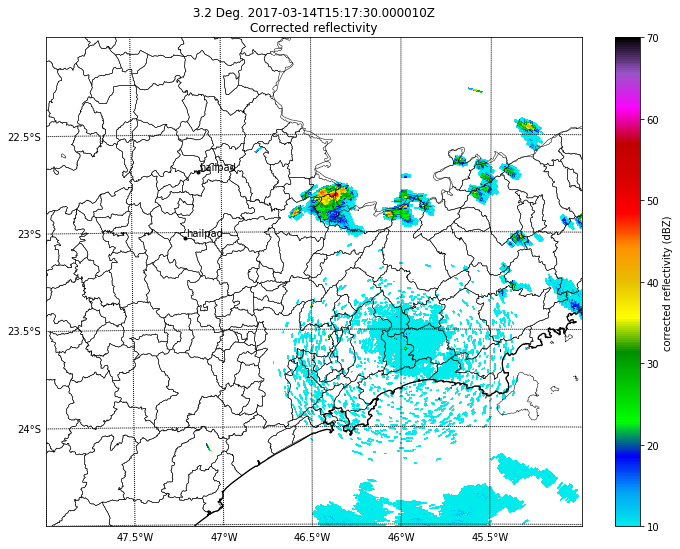 3.2 Deg. 2017-03-14T15:17:30.000010Z
Corrected reflectivity
22.5°S
23°S
23.5°S
24°S
47.5°W
47°W
46.5°W
46°W
45.5°W
hailpad
hailpad
70
60
50
40
30
20
10
corrected reflectivity (dBZ)